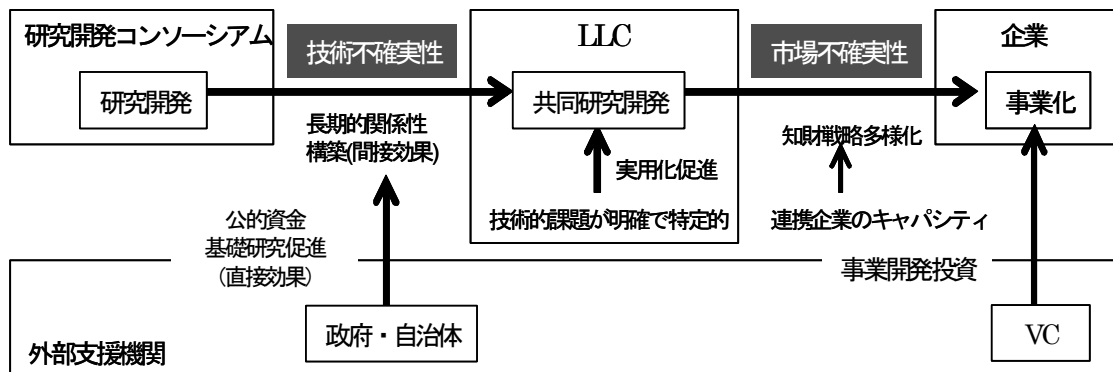 研究開発コンソーシアム
研究開発
技術不確実性
長期的関係性
構築(間接効果)
LLC
共同研究開発
実用化促進
技術的課題が明確で特定的
市場不確実性
知財戦略多様化
連携企業のキャパシティ
企業
事業化
公的資金
基礎研究促進
(直接効果)
事業開発投資
政府・自治体
VC
外部支援機関